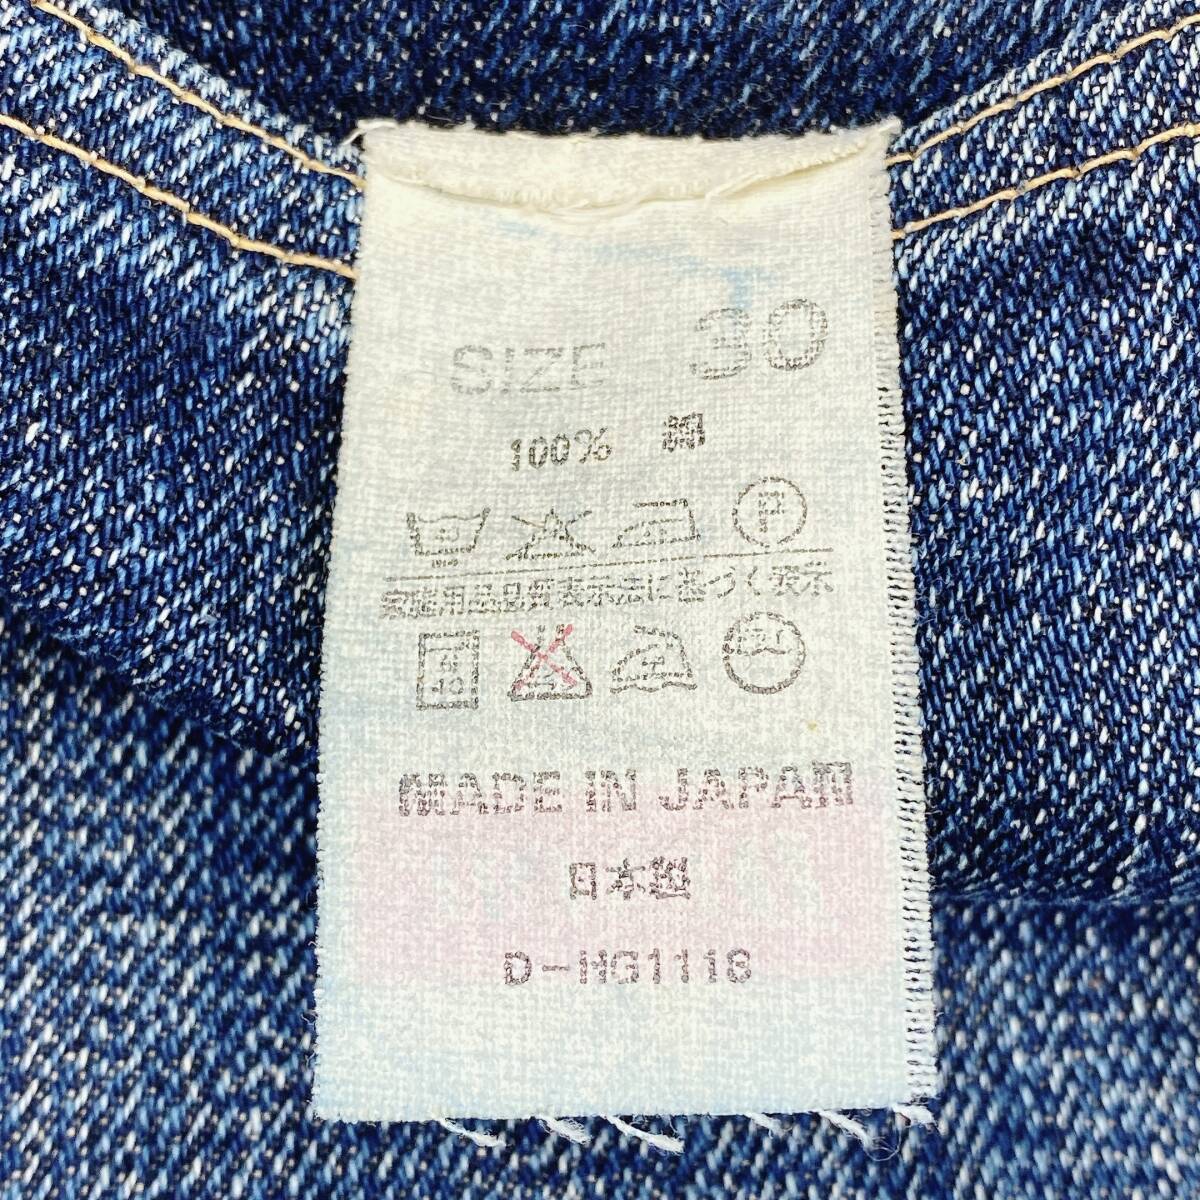 SIZE 30
100% 綿
家庭用品品質表示法に基づく表示
MADE IN JAPAN
日本製
D-HG1118